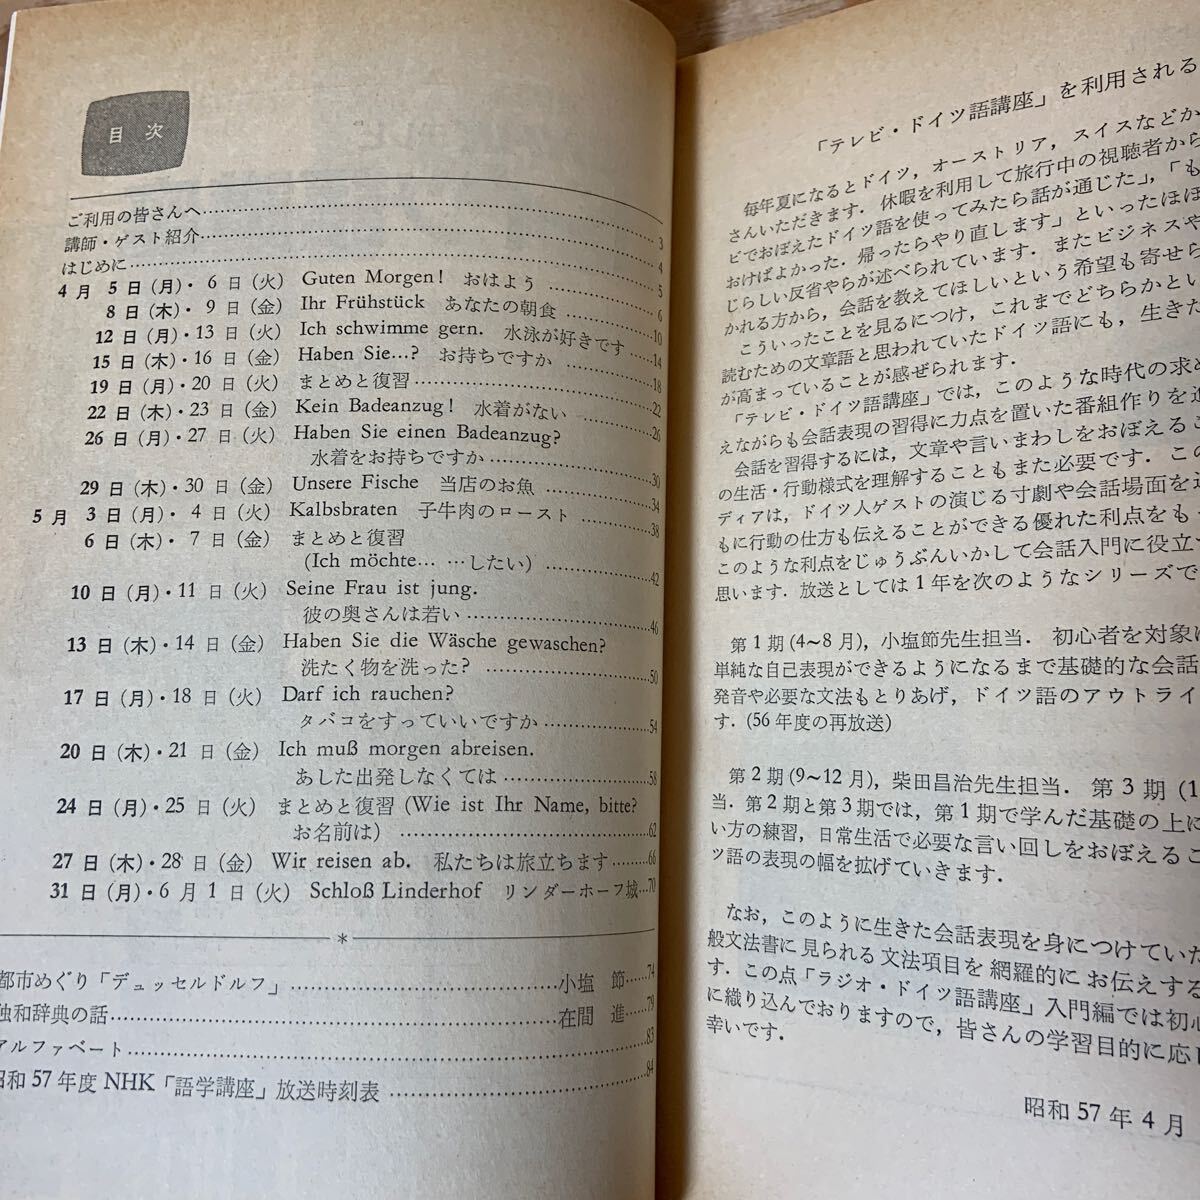 目次
ご利用の皆さんへ……3
講師・ゲスト紹介……4
はじめに……5
4月 5日(月)・6日(火) Guten Morgen! おはよう……6
8日(木)・9日(金) Ihr Frühstück あなたの朝食……10
12日(月)・13日(火) Ich schwimme gern. 水泳が好きです……14
15日(木)・16日(金) Haben Sie…? お持ちですか……18
19日(月)・20日(火) まとめと復習……22
22日(木)・23日(金) Kein Badeanzug! 水着がない……26
26日(月)・27日(火) Haben Sie einen Badeanzug?
水着をお持ちですか……30
29日(木)・30日(金) Unsere Fische 当店のお魚……34
5月 3日(月)・4日(火) Kalbsbraten 子牛肉のロースト……38
6日(木)・7日(金) まとめと復習
(Ich möchte… …したい)……42
10日(月)・11日(火) Seine Frau ist jung.
彼の奥さんは若い……46
13日(木)・14日(金) Haben Sie die Wäsche gewaschen?
洗たく物を洗った?……50
17日(月)・18日(火) Darf ich rauchen?
タバコをすっていいですか……54
20日(木)・21日(金) Ich muß morgen abreisen.
あした出発しなくては……58
24日(月)・25日(火) まとめと復習 (Wie ist Ihr Name, bitte?
お名前は)……62
27日(木)・28日(金) Wir reisen ab. 私たちは旅立ちます……66
31日(月)・6月1日(火) Schloß Linderhof リンダーホーフ城…70
*
都市めぐり「デュッセルドルフ」……小塩 節…74
独和辞典の話……在間 進…79
アルファベート……83
昭和57年度NHK「語学講座」放送時刻表……84
「テレビ・ドイツ語講座」を利用される
毎年夏になるとドイツ，オーストリア，スイスなどか
さんいただきます．休暇を利用して旅行中の視聴者から
ビでおぼえたドイツ語を使ってみたら話が通じた」，「も
おけばよかった．帰ったらやり直します」といったほほ
じらしい反省やらが述べられています．またビジネスや
かれる方から，会話を教えてほしいという希望も寄せら
こういったことを見るにつけ，これまでどちらかとい
読むための文章語と思われていたドイツ語にも，生きた
が高まっていることが感ぜられます．
「テレビ・ドイツ語講座」では，このような時代の求め
えながらも会話表現の習得に力点を置いた番組作りを進
会話を習得するには，文章や言いまわしをおぼえるこ
の生活・行動様式を理解することもまた必要です．この
ディアは，ドイツ人ゲストの演じる寸劇や会話場面を通
もに行動の仕方も伝えることができる優れた利点をもっ
このような利点をじゅうぶんいかして会話入門に役立て
思います．放送としては1年を次のようなシリーズで
第1期(4〜8月)，小塩節先生担当．初心者を対象に
単純な自己表現ができるようになるまで基礎的な会話
発音や必要な文法もとりあげ，ドイツ語のアウトライ
す．(56年度の再放送)
第2期(9〜12月)，柴田昌治先生担当．第3期(1
当．第2期と第3期では，第1期で学んだ基礎の上に
い方の練習，日常生活で必要な言い回しをおぼえるこ
ツ語の表現の幅を拡げていきます．
なお，このように生きた会話表現を身につけていた
般文法書に見られる文法項目を網羅的にお伝えする
す．この点「ラジオ・ドイツ語講座」入門編では初心
に織り込んでおりますので，皆さんの学習目的に応じ
幸いです．
昭和57年4月